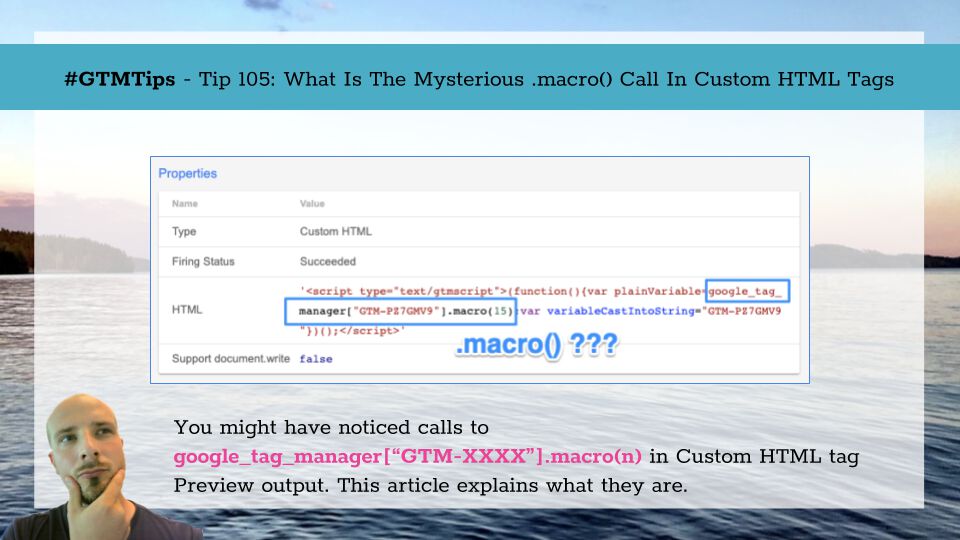 #GTMTips - Tip 105: What Is The Mysterious .macro() Call In Custom HTML Tags
Properties
Name Value
Type Custom HTML
Firing Status Succeeded
HTML
'<script type="text/gtmscript">(function(){var plainVariable=google_tag_
manager["GTM-PZ7GMV9"].macro(15);var variableCastIntoString="GTM-PZ7GMV9
"})();</script>'
Support document.write false
.macro() ???
You might have noticed calls to
google_tag_manager[“GTM-XXXX”].macro(n) in Custom HTML tag
Preview output. This article explains what they are.